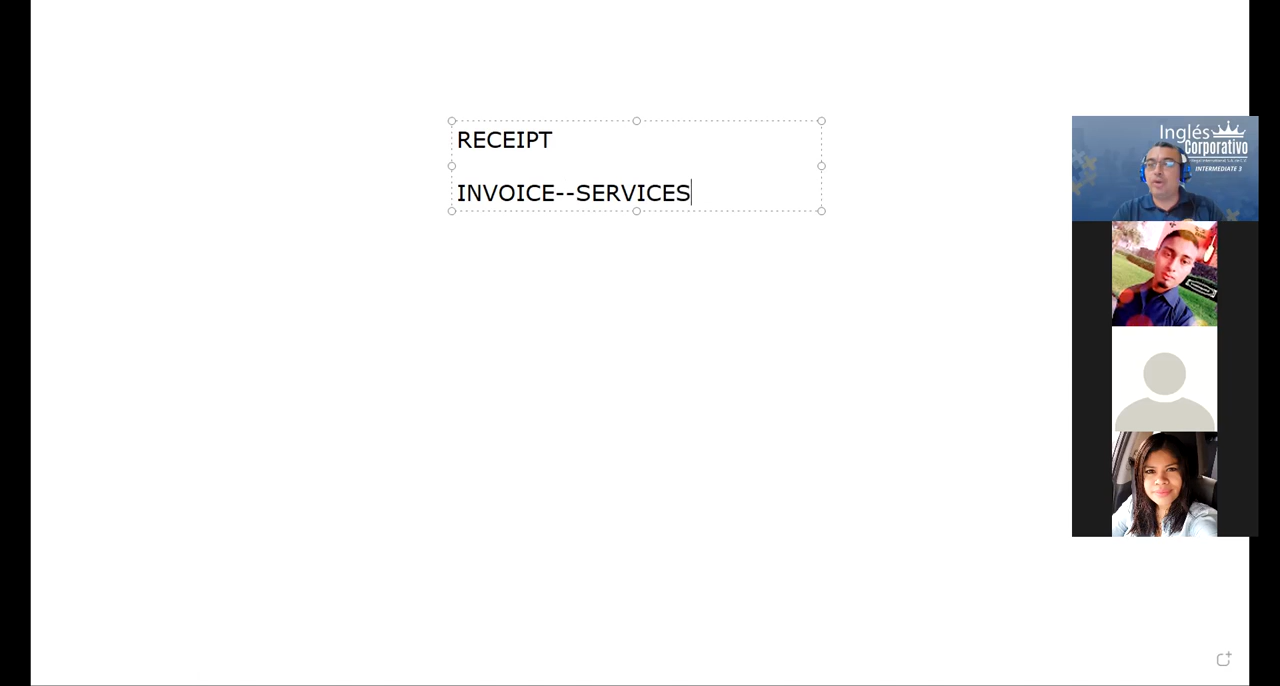 RECEIPT
INVOICE--SERVICES
Inglés
Corporativo
INTERMEDIATE 3